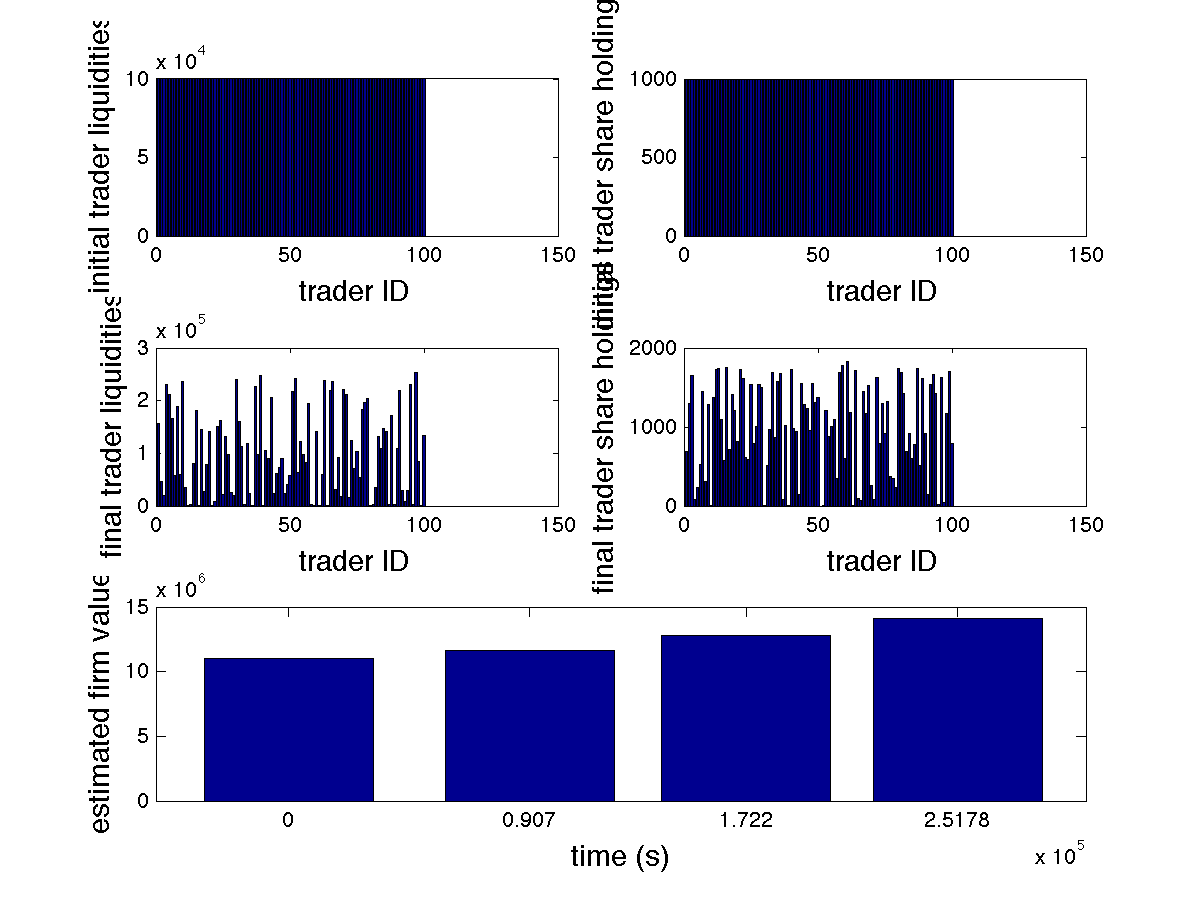 x 10^4
10
5
0
0 50 100 150
initial trader liquidities
trader ID
1000
500
0
0 50 100 150
trader share holding
trader ID
x 10^5
3
2
1
0
0 50 100 150
final trader liquidities
trader ID
2000
1000
0
0 50 100 150
final trader share holdings
trader ID
x 10^6
15
10
5
0
0 0.907 1.722 2.5178
estimated firm value
time (s)
x 10^5